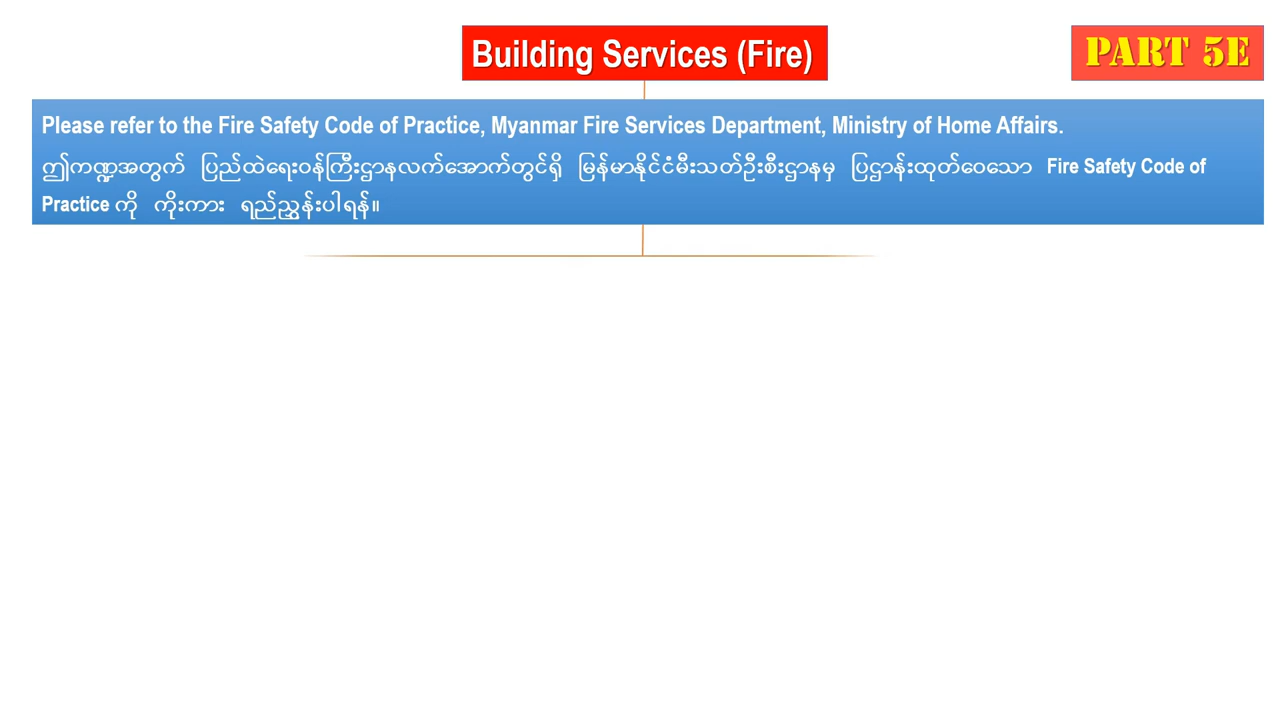 Building Services (Fire)
PART 5E
Please refer to the Fire Safety Code of Practice, Myanmar Fire Services Department, Ministry of Home Affairs.
ဤကဏ္ဍအတွက် ပြည်ထဲရေးဝန်ကြီးဌာနလက်အောက်တွင်ရှိ မြန်မာနိုင်ငံမီးသတ်ဦးစီးဌာနမှ ပြဌာန်းထုတ်ဝေသော Fire Safety Code of
Practice ကို ကိုးကား ရည်ညွှန်းပါရန်။